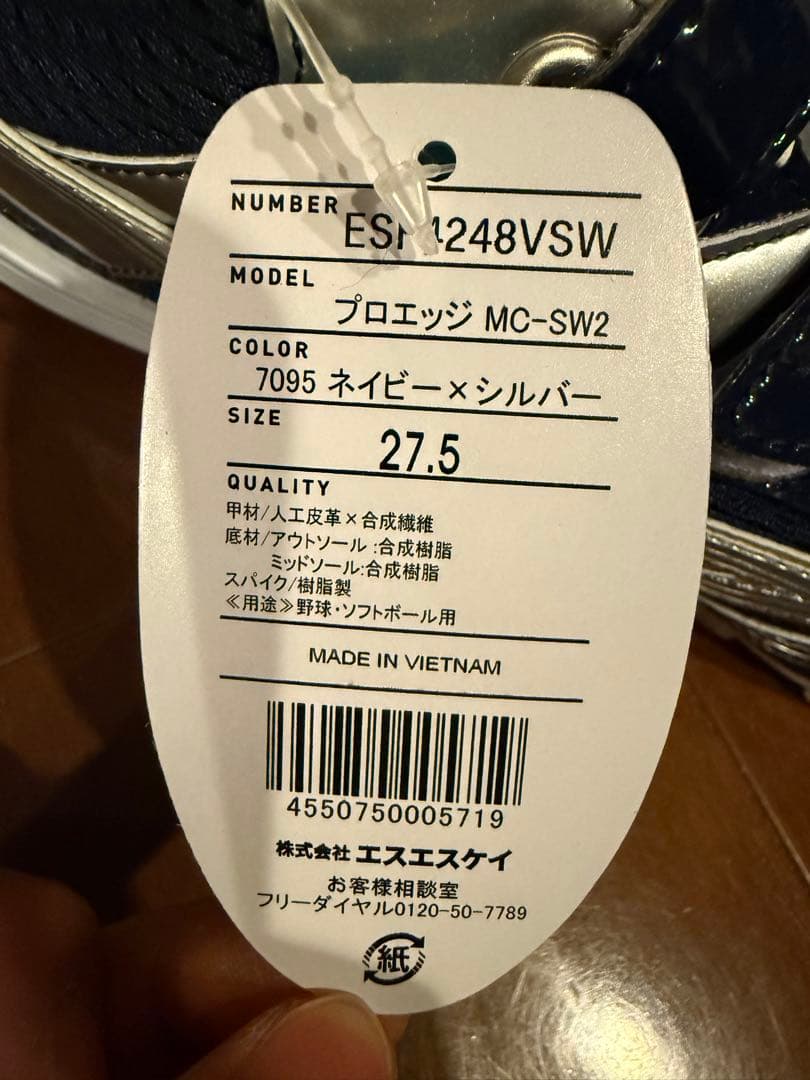 NUMBER
MODEL
プロエッジ MC-SW2
COLOR
7095 ネイビー×シルバー
SIZE
27.5
QUALITY
甲材/人工皮革×合成繊維
底材/アウトソール:合成樹脂
ミッドソール:合成樹脂
スパイク/樹脂製
≪用途≫野球・ソフトボール用
MADE IN VIETNAM
4550750005719
株式会社 エスエスケイ
お客様相談室
フリーダイヤル0120-50-7789
紙